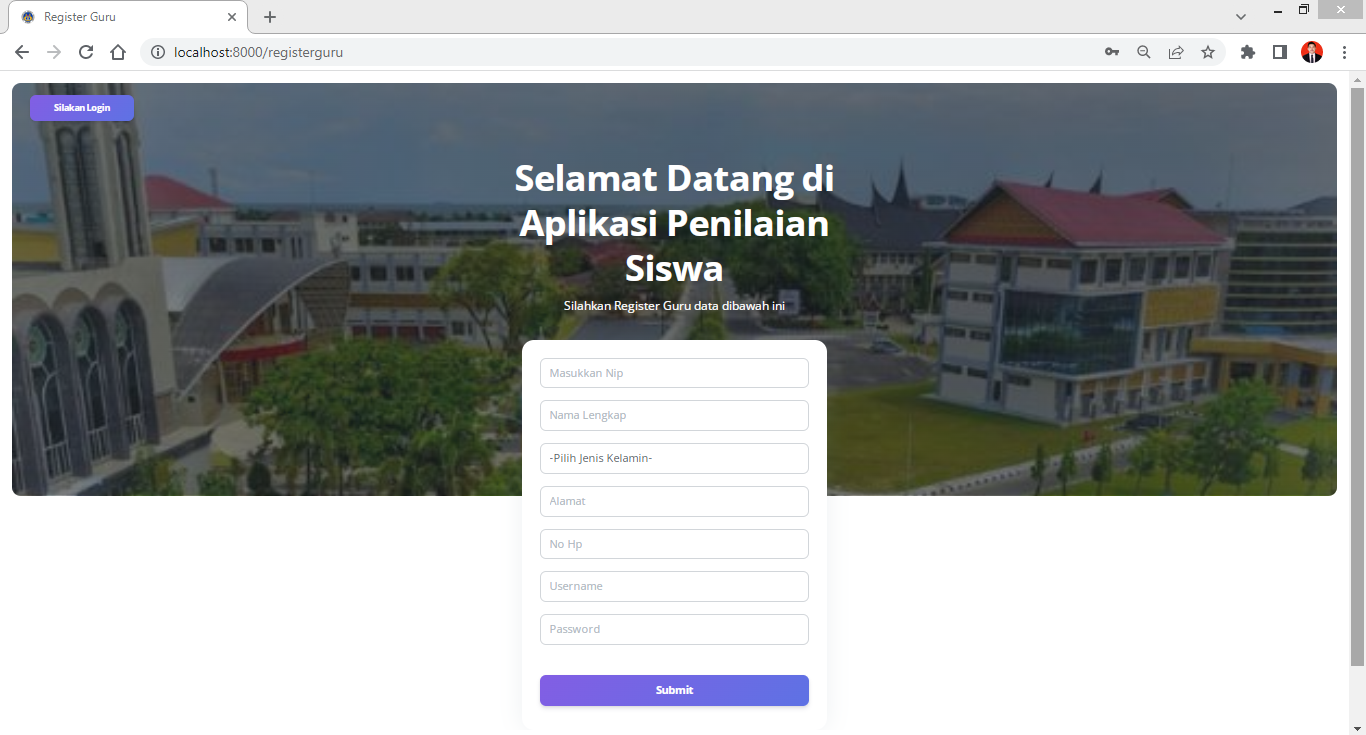 Register Guru
localhost:8000/registerguru
Silakan Login
Selamat Datang di
Aplikasi Penilaian
Siswa
Silahkan Register Guru data dibawah ini
Masukkan Nip
Nama Lengkap
-Pilih Jenis Kelamin-
Alamat
No Hp
Username
Password
Submit